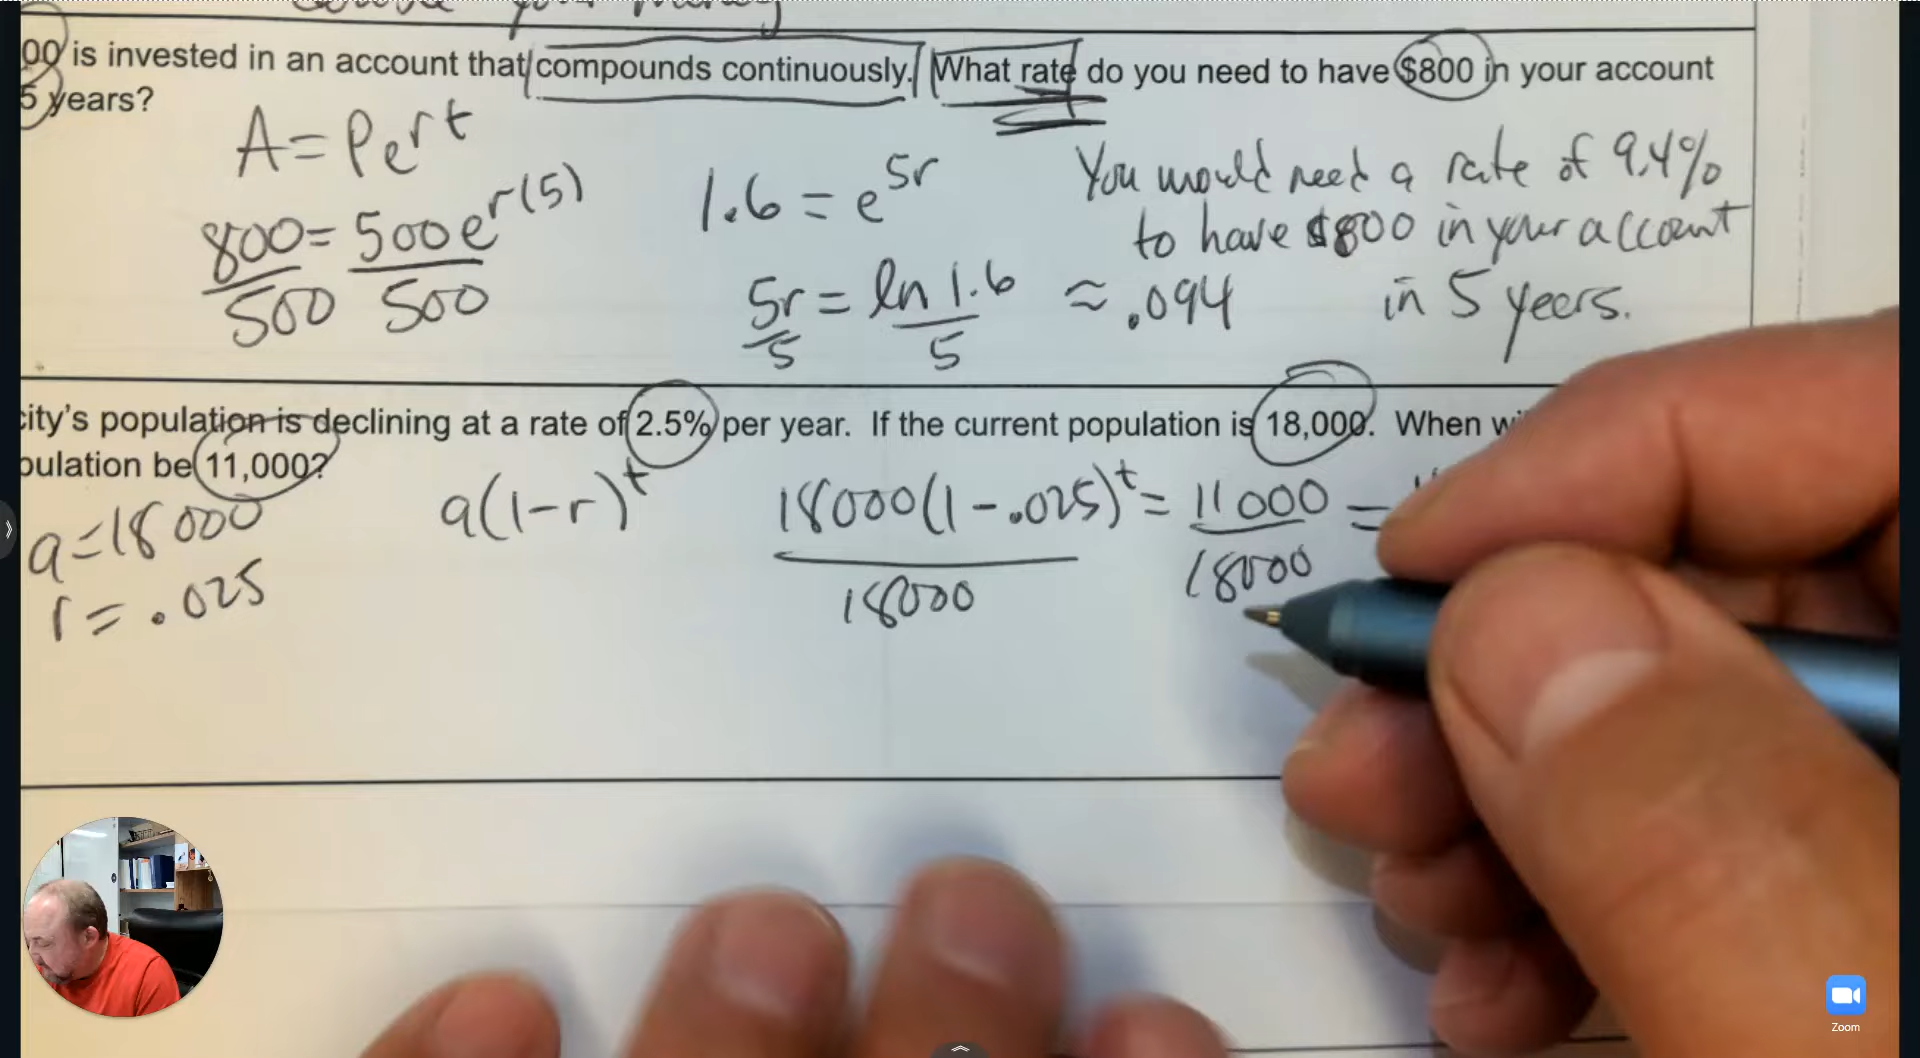 00 is invested in an account that compounds continuously. What rate do you need to have $800 in your account
5 years?
A = Pe^rt
800 = 500e^r(5)
500 500
1.6 = e^5r
5r = ln 1.6 ≈ .094
5 5
You would need a rate of 9.4%
to have $800 in your account
in 5 yeers.
city's population is declining at a rate of 2.5% per year. If the current population is 18,000. When
pulation be 11,000?
a = 18000
r = .025
a(1-r)^t
18000(1-.025)^t = 11000 =
18000 18000
Zoom